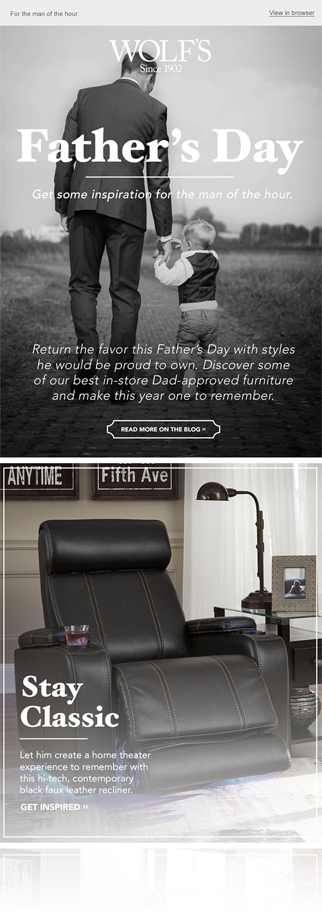 For the man of the hour.
View in browser
WOLF'S
Since 1902
Father's Day
Get some inspiration for the man of the hour.
Return the favor this Father's Day with styles
he would be proud to own. Discover some
of our best in-store Dad-approved furniture
and make this year one to remember.
READ MORE ON THE BLOG »
ANYTIME
Fifth Ave
Stay
Classic
Let him create a home theater
experience to remember with
this hi-tech, contemporary
black faux leather recliner.
GET INSPIRED »